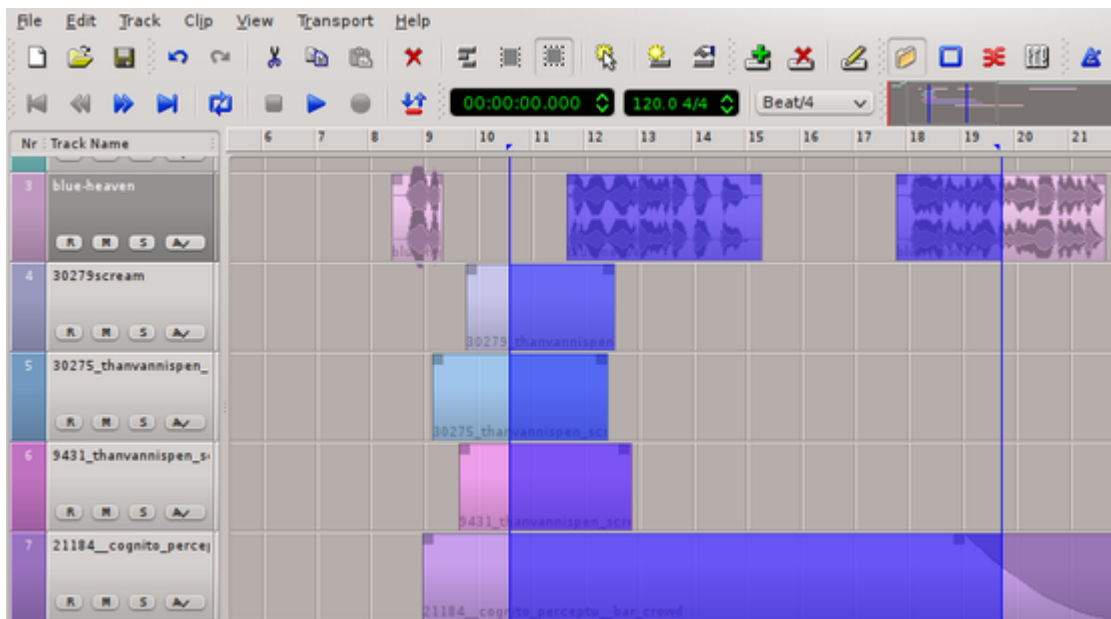 File Edit Track Clip View Transport Help
00:00:00.000 120.0 4/4 Beat/4
Nr Track Name 6 7 8 9 10 11 12 13 14 15 16 17 18 19 20 21
3 blue-heaven
R M S A
4 30279scream
30279_thanvannispen
R M S A
5 30275_thanvannispen_
R M S A
30275_thanvannispen_scr
6 9431_thanvannispen_s
R M S A
9431_thanvannispen_scr
7 21184__cognito_percep
R M S A
21184__cognito_perceptu__bar_crowd